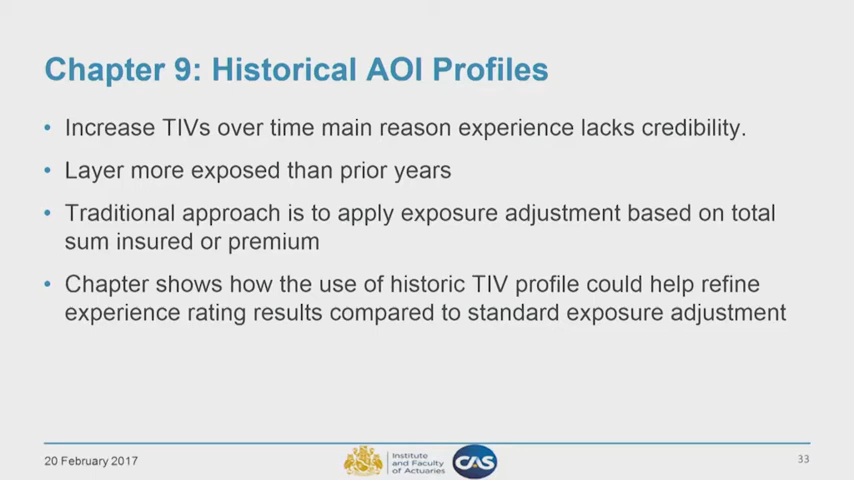 Chapter 9: Historical AOI Profiles
• Increase TIVs over time main reason experience lacks credibility.
• Layer more exposed than prior years
• Traditional approach is to apply exposure adjustment based on total
sum insured or premium
• Chapter shows how the use of historic TIV profile could help refine
experience rating results compared to standard exposure adjustment
20 February 2017
Institute
and Faculty
of Actuaries
CAS
33